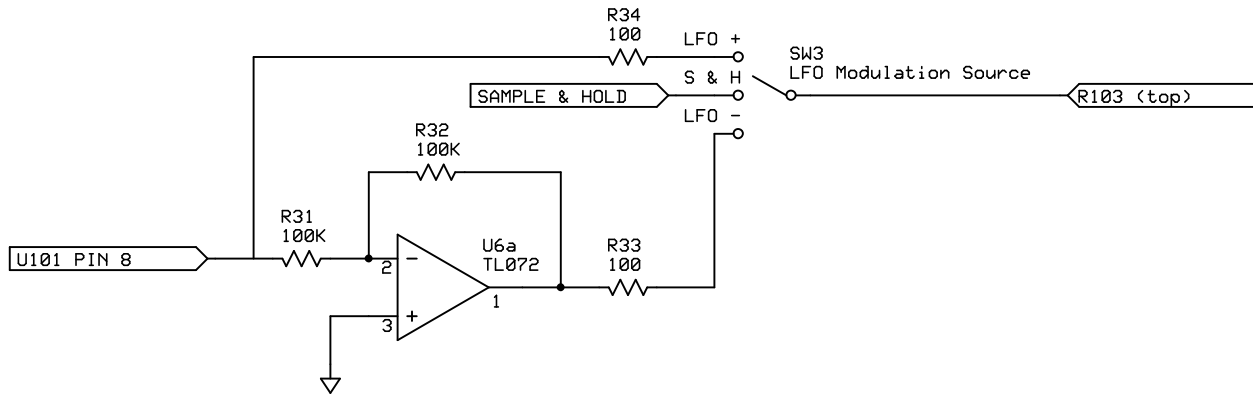 R34
100
LFO +
SW3
LFO Modulation Source
S & H
SAMPLE & HOLD
R103 (top)
LFO -
R32
100K
R31
100K
U101 PIN 8
U6a
TL072
R33
100
2
-
1
3
+